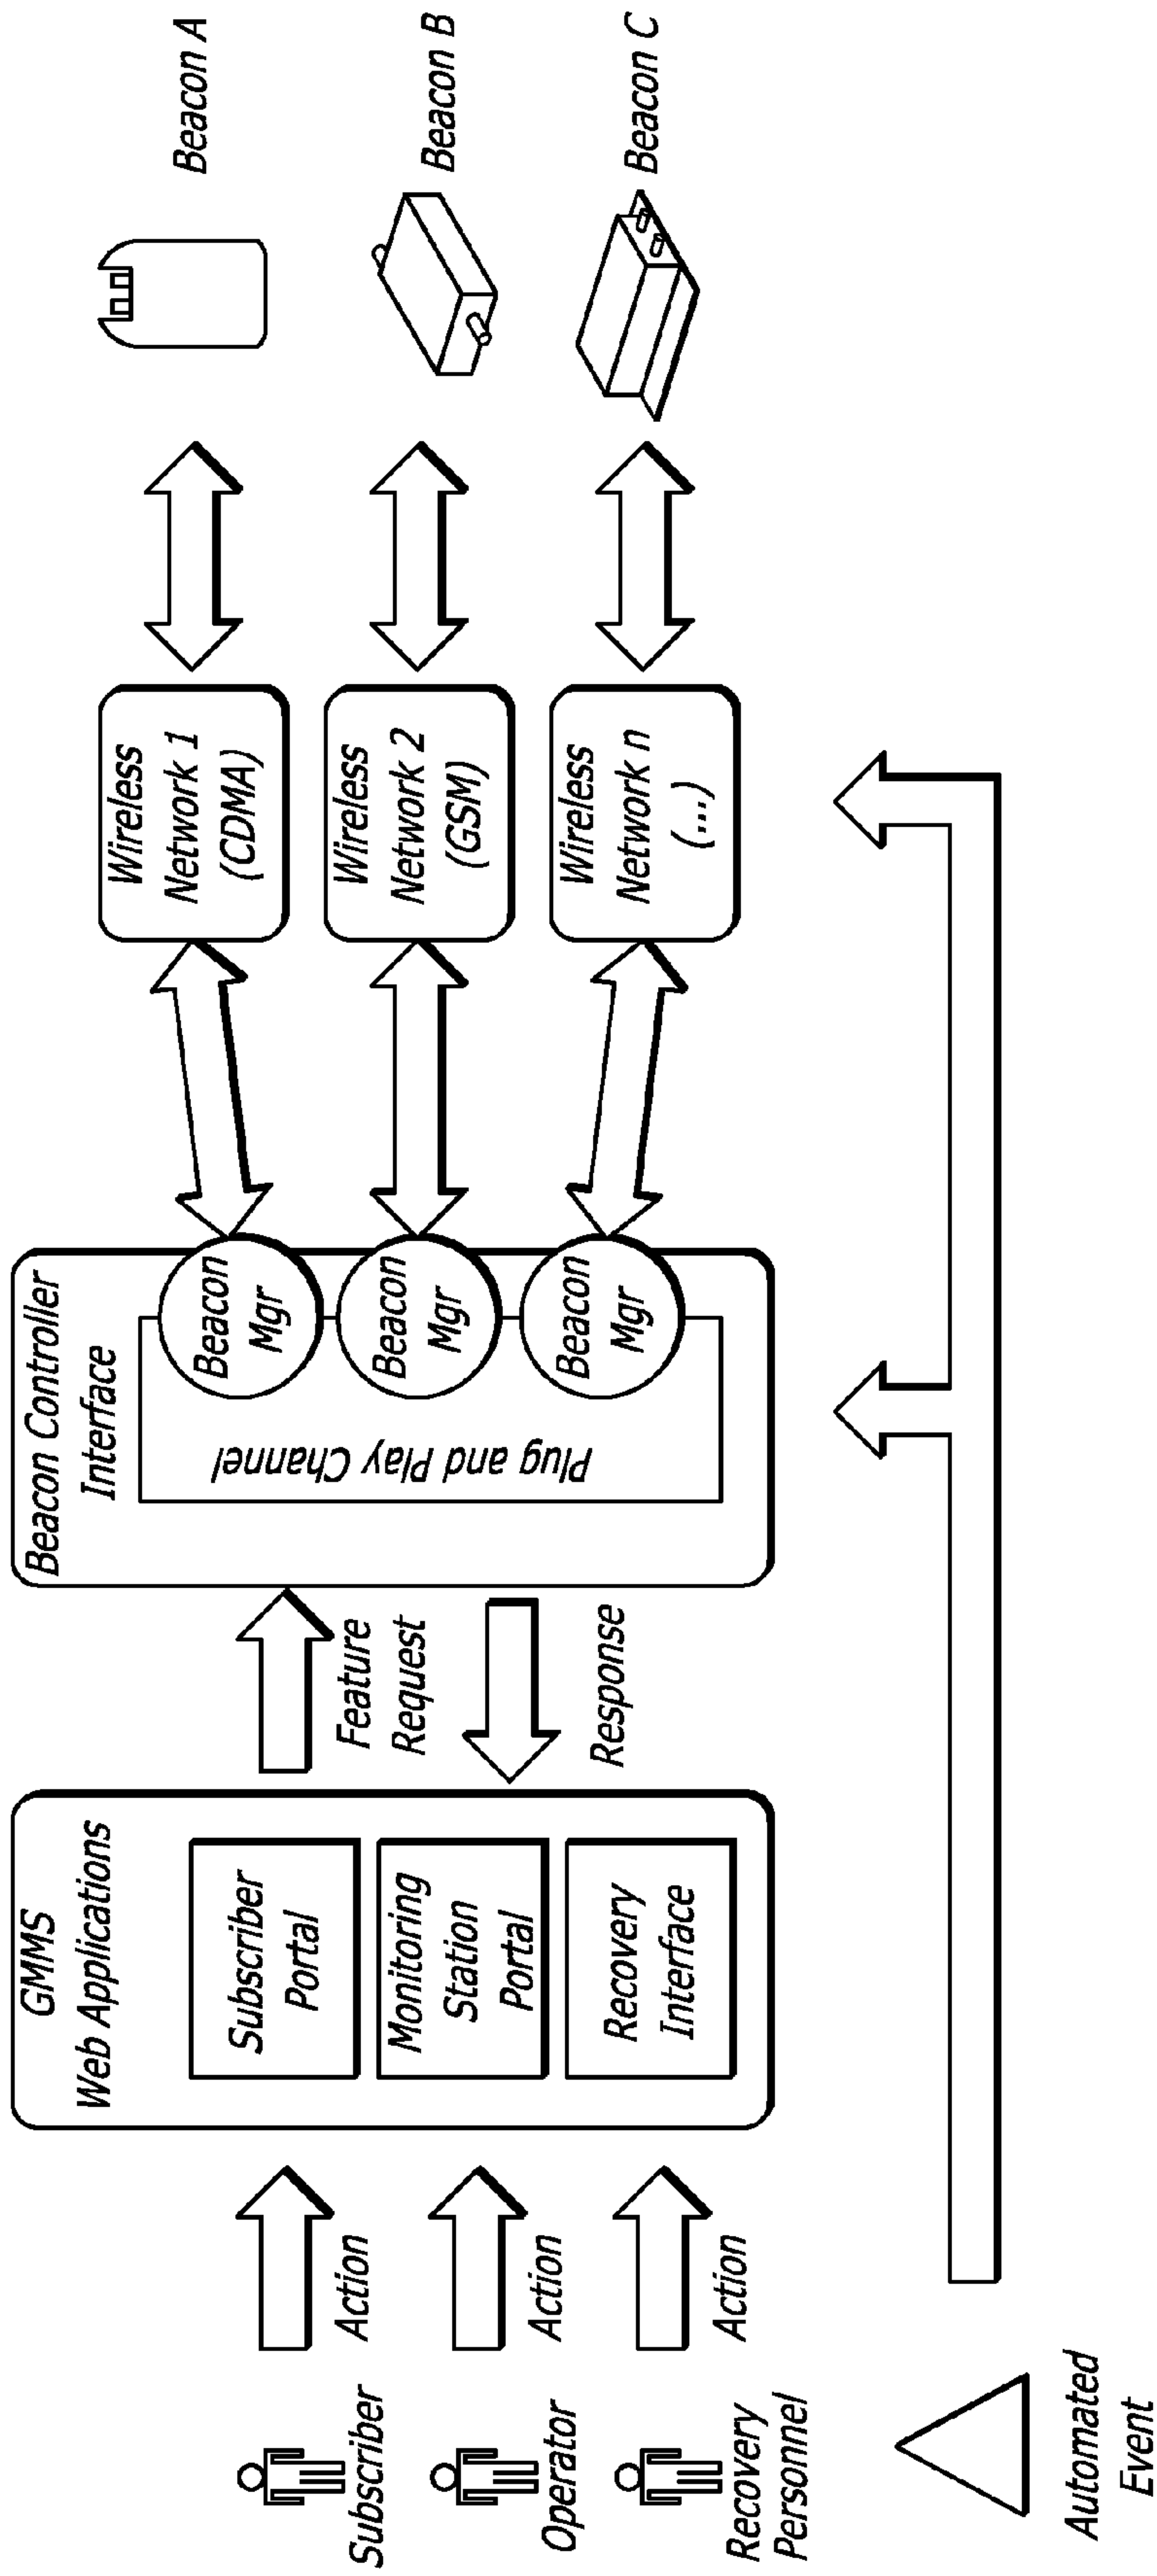 Subscriber
Action
Operator
Action
Recovery
Personnel
Action
Automated
Event
GMMS
Web Applications
Subscriber
Portal
Monitoring
Station
Portal
Recovery
Interface
Feature
Request
Response
Beacon Controller
Interface
Plug and Play Channel
Beacon
Mgr
Beacon
Mgr
Beacon
Mgr
Wireless
Network 1
(CDMA)
Wireless
Network 2
(GSM)
Wireless
Network n
(...)
Beacon A
Beacon B
Beacon C